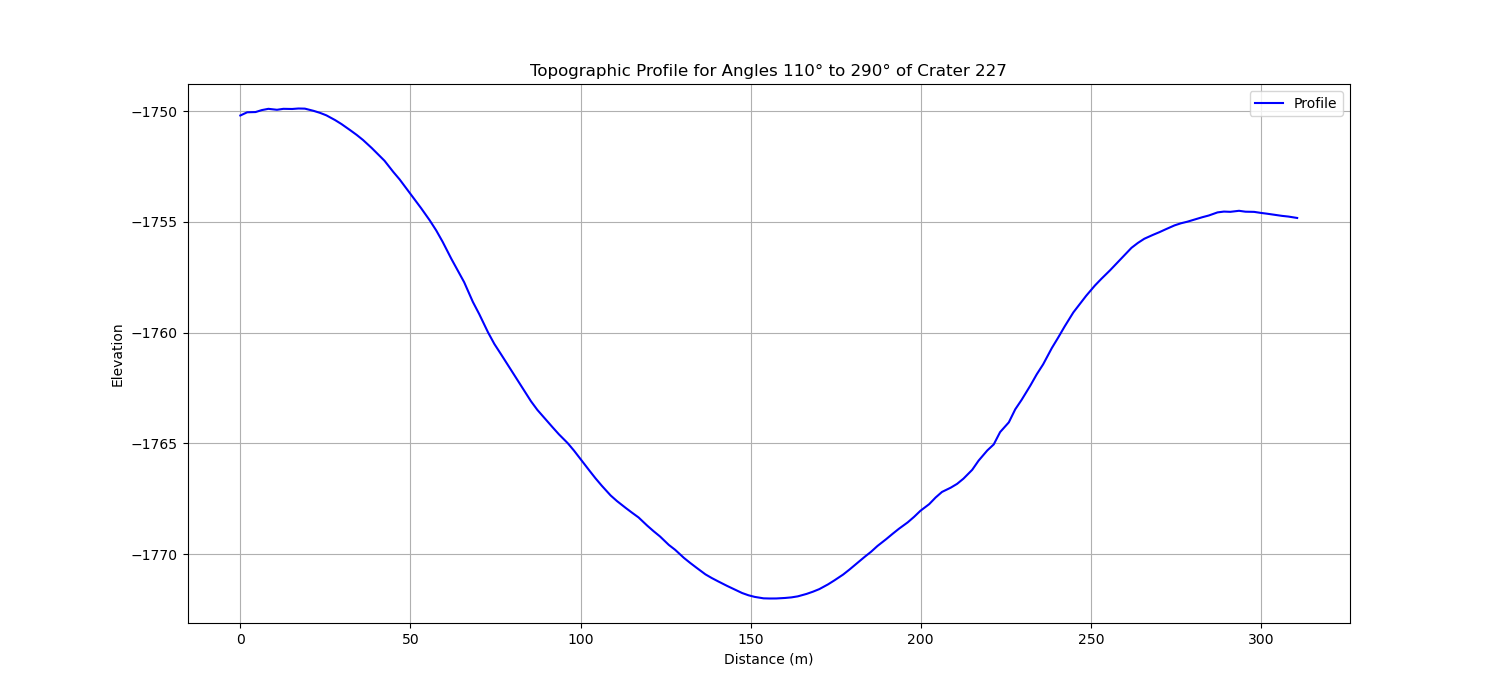 Topographic Profile for Angles 110° to 290° of Crater 227
Profile
Elevation
−1750
−1755
−1760
−1765
−1770
0 50 100 150 200 250 300
Distance (m)